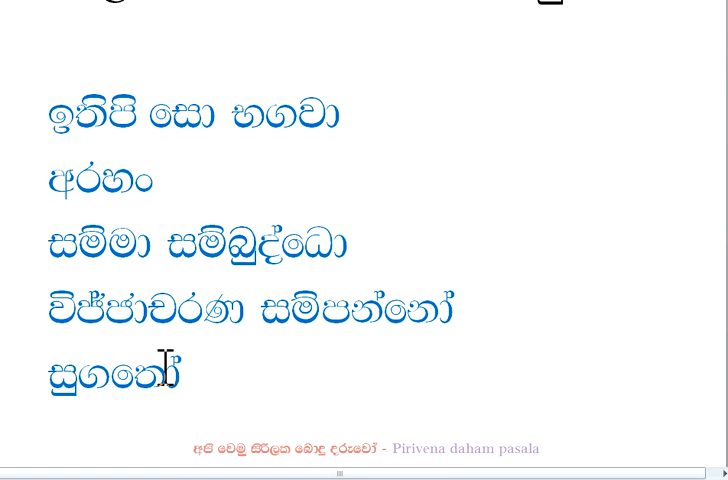 ඉතිපි සො භගවා
අරහං
සම්මා සම්බුද්ධො
විජ්ජාචරණ සම්පන්නෝ
සුගතෝ
අපි වෙමු සිරිලක බොදු දරුවෝ - Pirivena daham pasala